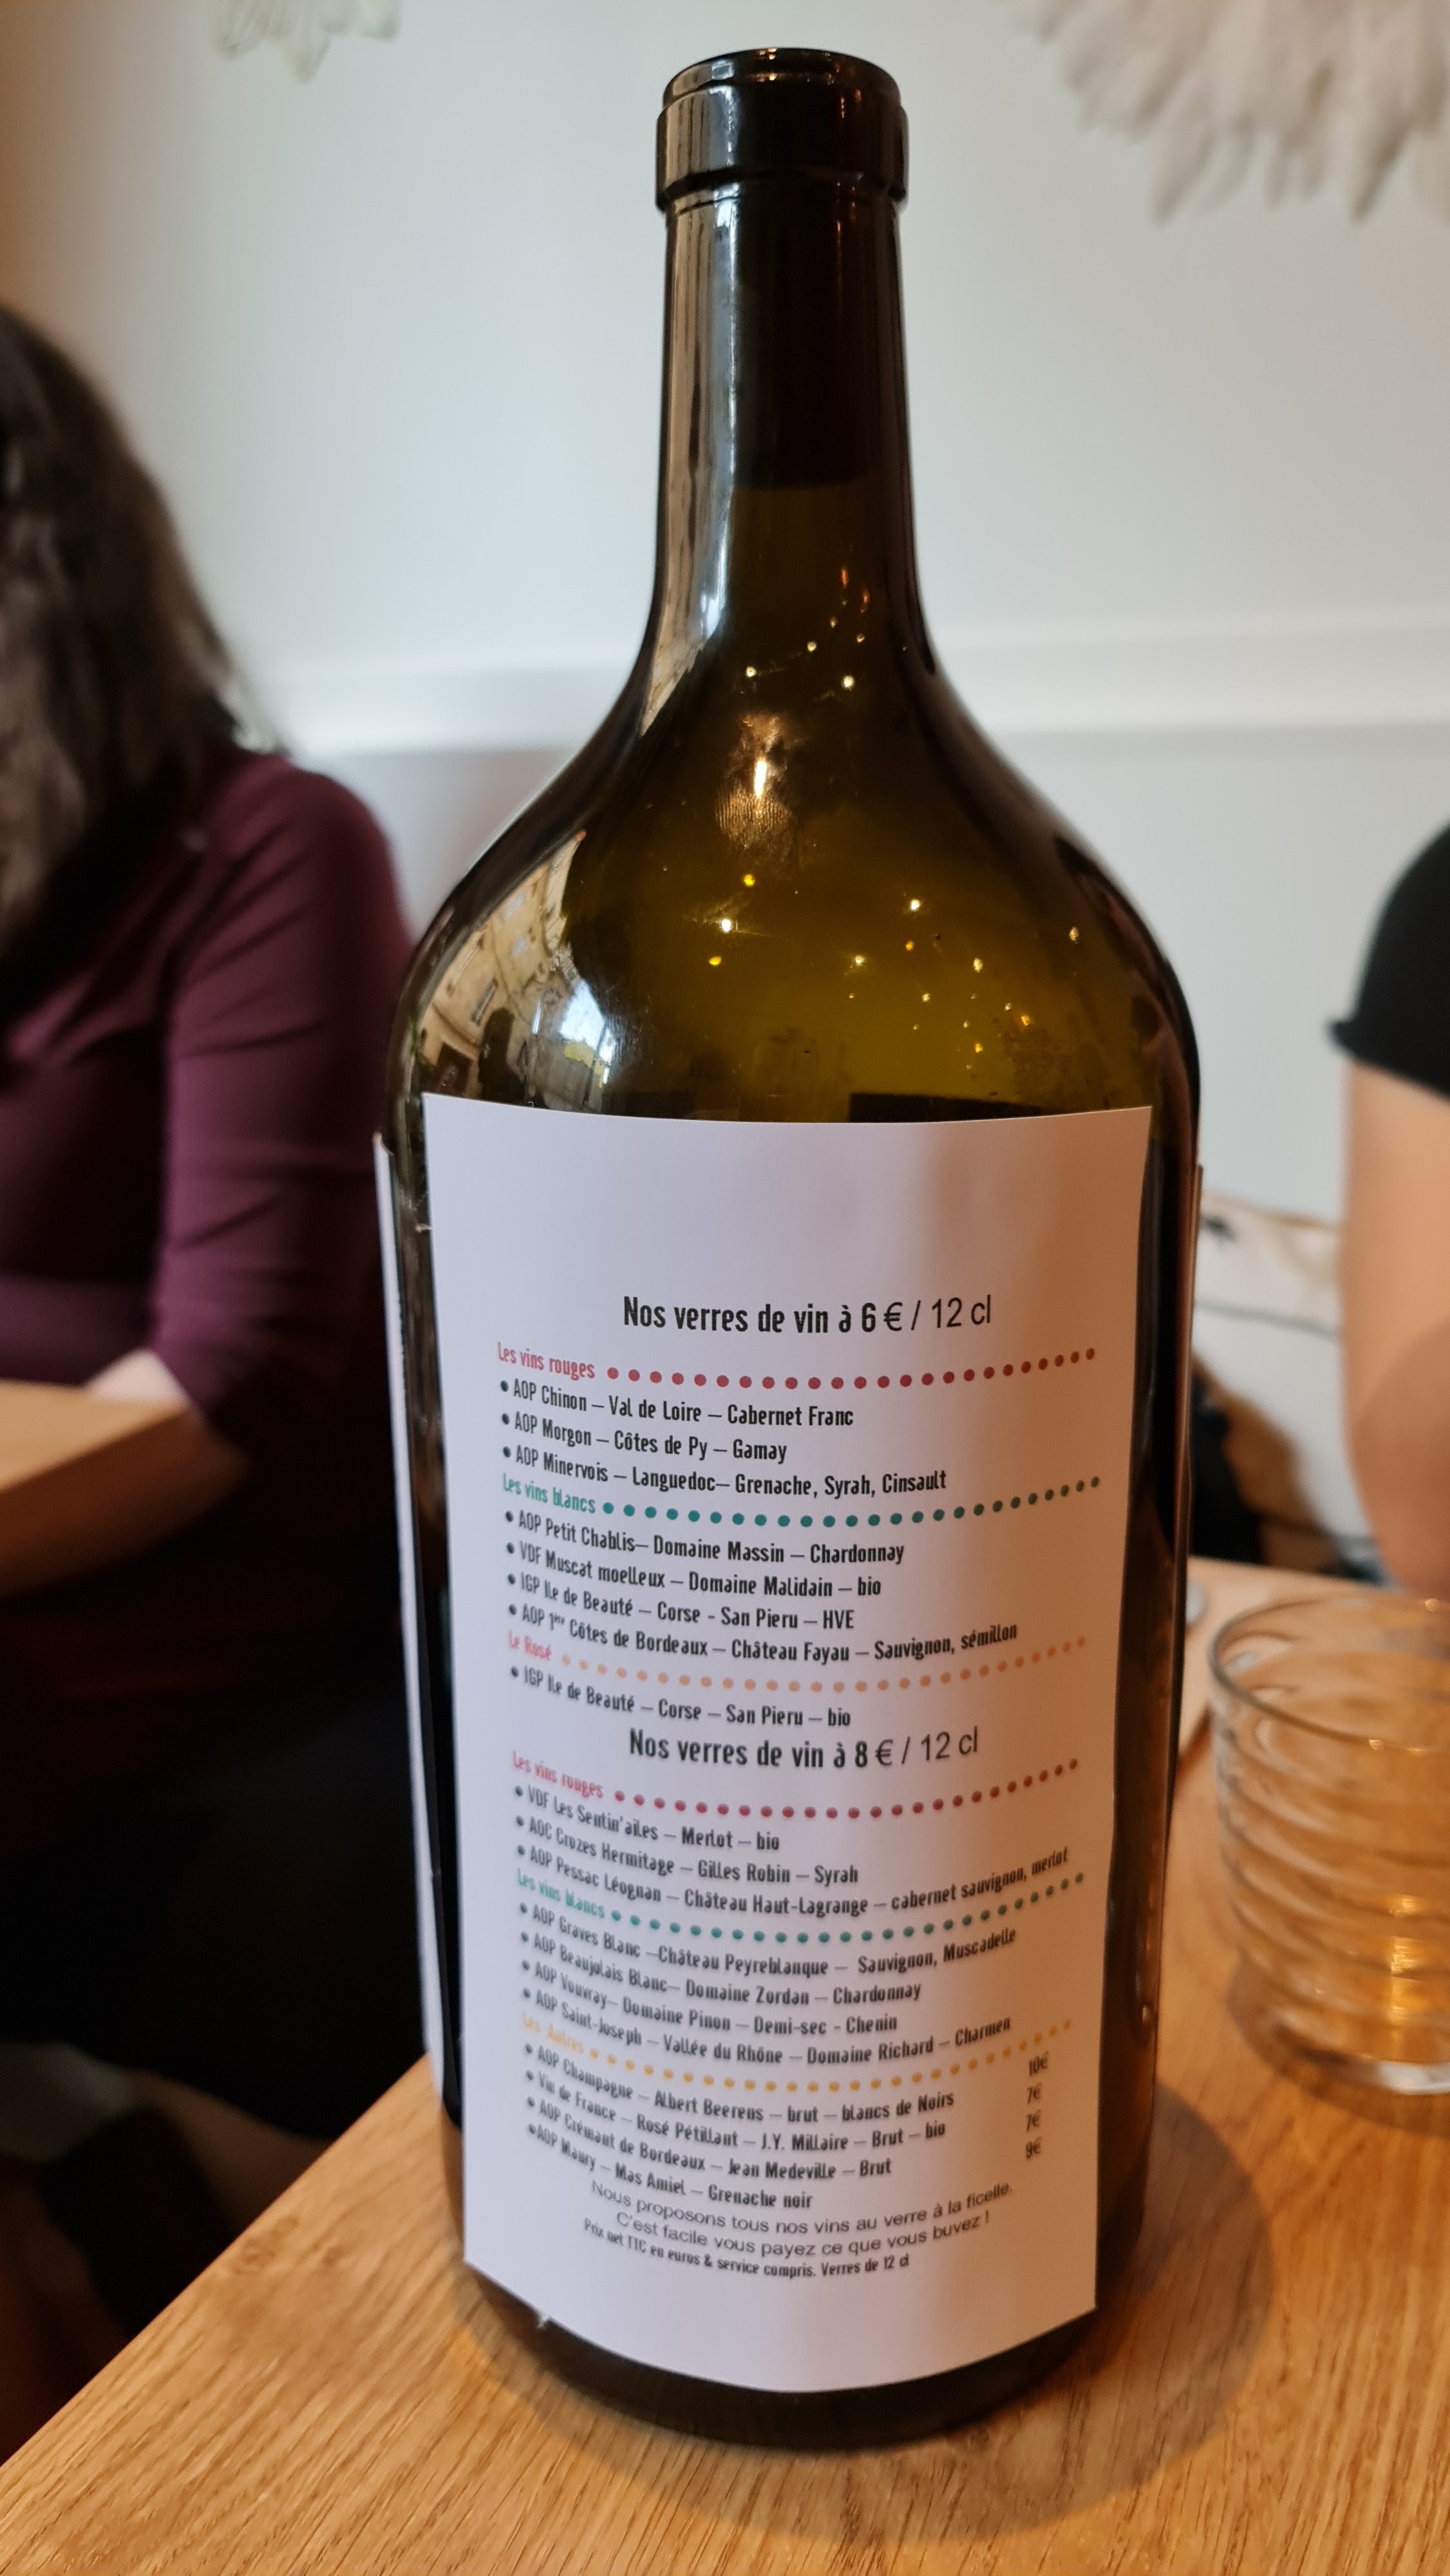 Nos verres de vin à 6 € / 12 cl
Les vins rouges
• AOP Chinon – Val de Loire – Cabernet Franc
• AOP Morgon – Côtes de Py – Gamay
• AOP Minervois – Languedoc– Grenache, Syrah, Cinsault
Les vins blancs
• AOP Petit Chablis– Domaine Massin – Chardonnay
• VDF Muscat moelleux – Domaine Malidain – bio
• IGP Ile de Beauté – Corse - San Pieru – HVE
• AOP 1ères Côtes de Bordeaux – Château Fayau – Sauvignon, sémillon
Le Rosé
• IGP Ile de Beauté – Corse – San Pieru – bio
Nos verres de vin à 8 € / 12 cl
Les vins rouges
• VDF Les Sentin'ailes – Merlot – bio
• AOC Crozes Hermitage – Gilles Robin – Syrah
• AOP Pessac Léognan – Château Haut-Lagrange – cabernet sauvignon, merlot
Les vins blancs
• AOP Graves Blanc –Château Peyreblanque – Sauvignon, Muscadelle
• AOP Beaujolais Blanc– Domaine Zordan – Chardonnay
• AOP Vouvray– Domaine Pinon – Demi-sec - Chenin
• AOP Saint-Joseph – Vallée du Rhône – Domaine Richard – Charmen
Les Autres
• AOP Champagne – Albert Beerens – brut – blancs de Noirs 10€
• Vin de France – Rosé Pétillant – J.Y. Millaire – Brut – bio 7€
• AOP Crémant de Bordeaux – Jean Medeville – Brut 7€
•AOP Maury – Mas Amiel – Grenache noir 9€
Nous proposons tous nos vins au verre à la ficelle.
C'est facile vous payez ce que vous buvez !
Prix net TTC en euros & service compris. Verres de 12 cl